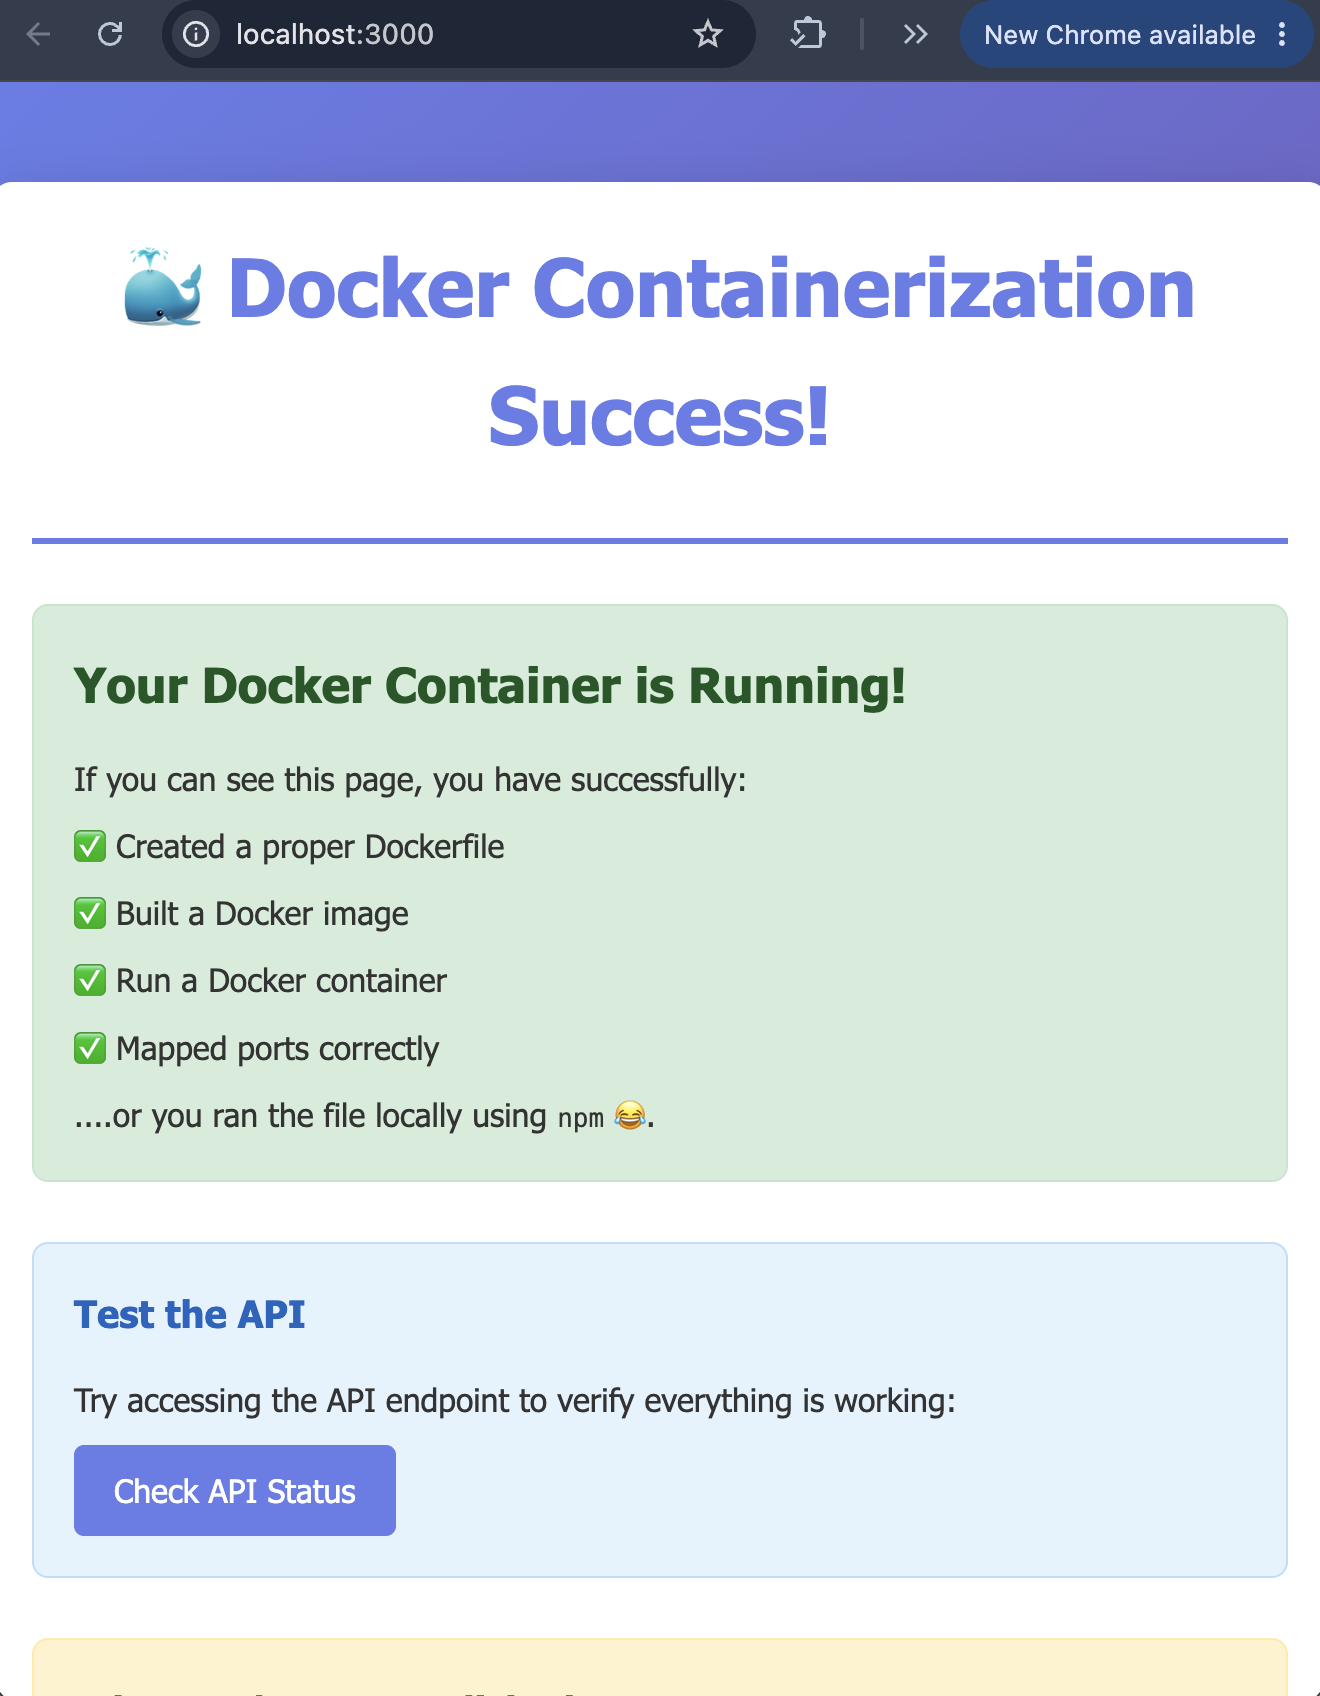 localhost:3000
New Chrome available
🐳 Docker Containerization
Success!
Your Docker Container is Running!
If you can see this page, you have successfully:
✅ Created a proper Dockerfile
✅ Built a Docker image
✅ Run a Docker container
✅ Mapped ports correctly
....or you ran the file locally using npm 😂.
Test the API
Try accessing the API endpoint to verify everything is working:
Check API Status